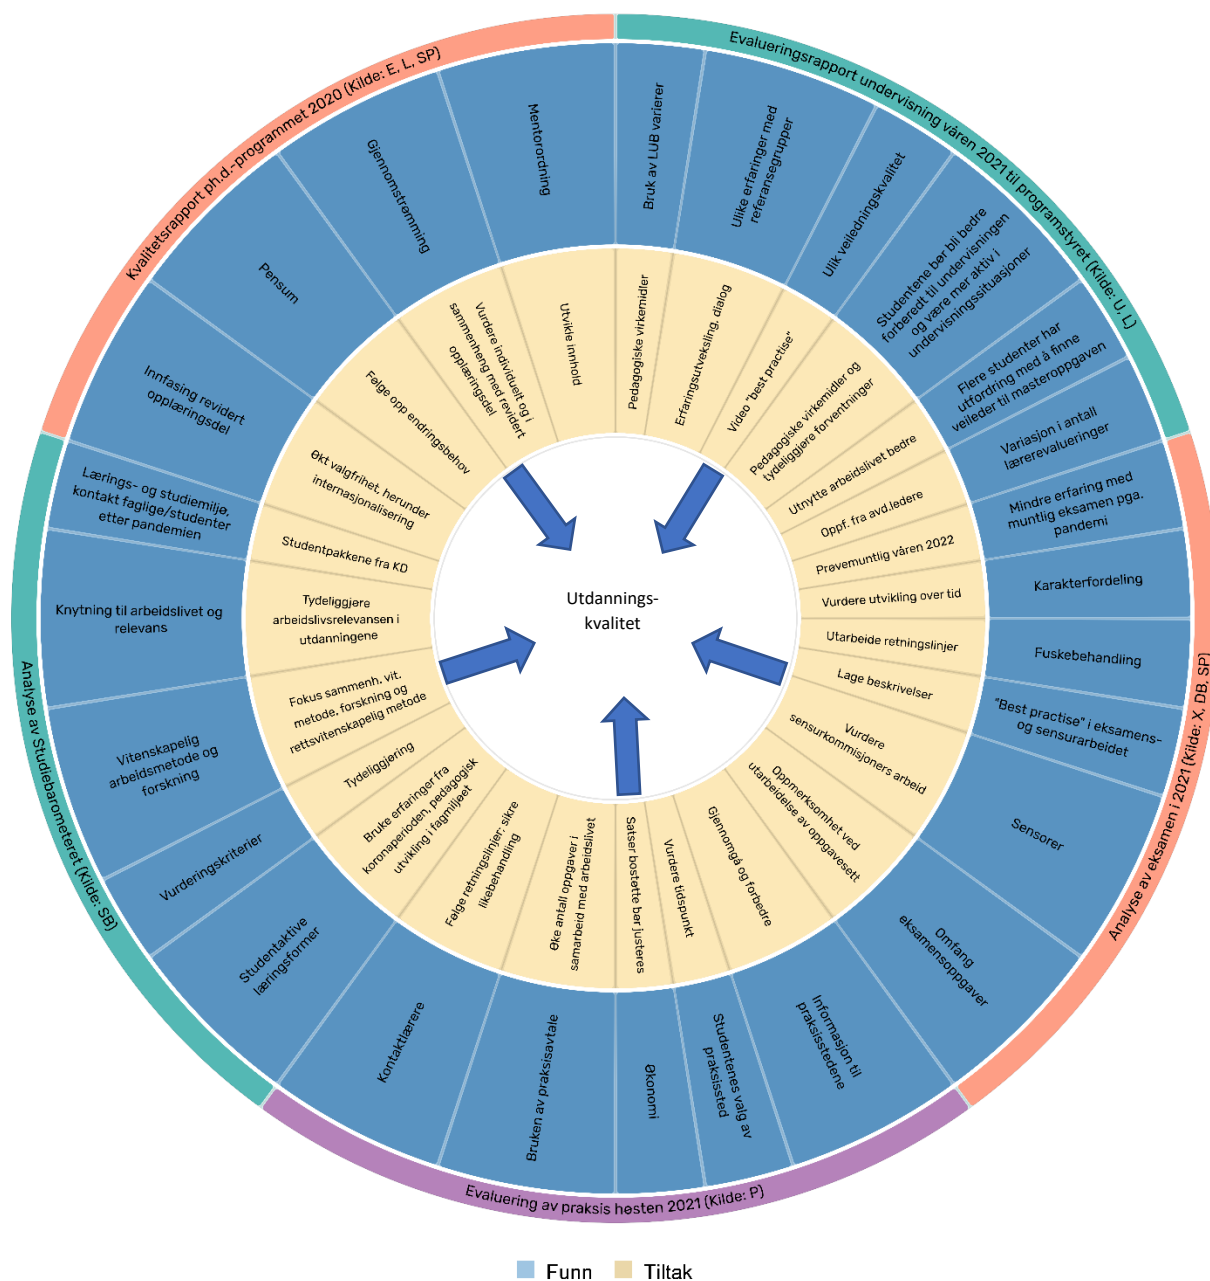 Evalueringsrapport undervisning våren 2021 til programstyret (Kilde: U, L)
Bruk av LUB varierer
Ulike erfaringer med
referansegrupper
Ulik veiledningskvalitet
Studentene bør bli bedre
forberedt til undervisningen
og være mer aktiv i
undervisningssituasjoner
Flere studenter har
utfordring med å finne
veileder til masteroppgaven
Variasjon i antall
lærerevalueringer
Pedagogiske virkemidler
Erfaringsutveksling, dialog
Video "best practise"
Pedagogiske virkemidler og
tydeliggjøre forventninger
Utnytte arbeidslivet bedre
Oppf. fra avd.ledere
Analyse av eksamen i 2021 (Kilde: X, DB, SP)
Mindre erfaring med
muntlig eksamen pga.
pandemi
Karakterfordeling
Fuskebehandling
"Best practise" i eksamens-
og sensurarbeidet
Sensorer
Omfang
eksamensoppgaver
Prøvemuntlig våren 2022
Vurdere utvikling over tid
Utarbeide retningslinjer
Lage beskrivelser
Vurdere
sensurkommisjoners arbeid
Oppmerksomhet ved
utarbeidelse av oppgavesett
Evaluering av praksis høsten 2021 (Kilde: P)
Informasjon til
praksisstedene
Studentenes valg av
praksissted
Økonomi
Bruken av praksisavtale
Kontaktlærere
Gjennomgå og forbedre
Vurdere tidspunkt
Satser bostøtte bør justeres
Øke antall oppgaver i
samarbeid med arbeidslivet
Følge retningslinjer; sikre
likebehandling
Analyse av Studiebarometeret (Kilde: SB)
Studentaktive
læringsformer
Vurderingskriterier
Vitenskapelig
arbeidsmetode og
forskning
Knytning til arbeidslivet og
relevans
Lærings- og studiemiljø,
kontakt faglige/studenter
etter pandemien
Bruke erfaringer fra
koronaperioden, pedagogisk
utvikling i fagmiljøet
Tydeliggjøring
Fokus sammenh. vit.
metode, forskning og
rettsvitenskapelig metode
Tydeliggjøre
arbeidslivsrelevansen i
utdanningene
Studentpakkene fra KD
Kvalitetsrapport ph.d.-programmet 2020 (Kilde: E, L, SP)
Innfasing revidert
opplæringsdel
Pensum
Gjennomstrømming
Mentorordning
Økt valgfrihet, herunder
internasjonalisering
Følge opp endringsbehov
Vurdere individuelt og i
sammenheng med revidert
opplæringsdel
Utvikle innhold
Utdannings-
kvalitet
Funn
Tiltak